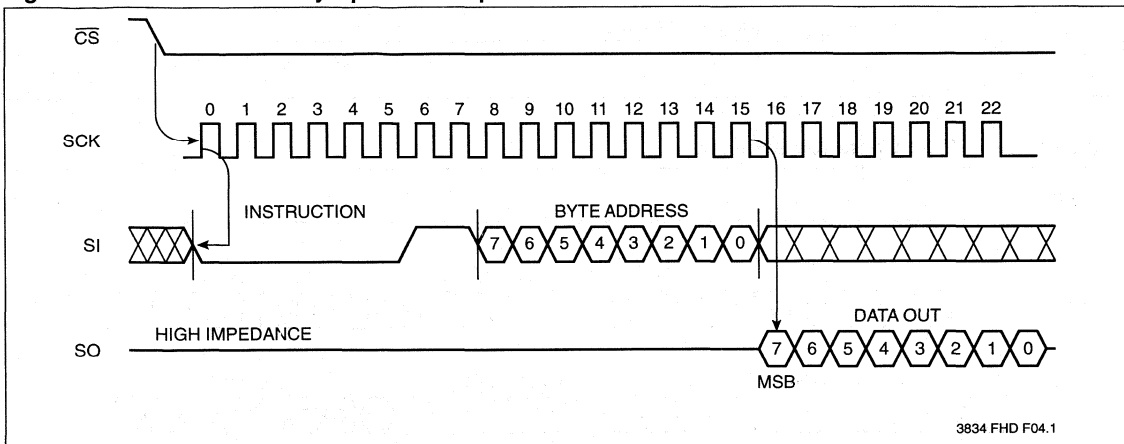 CS
0 1 2 3 4 5 6 7 8 9 10 11 12 13 14 15 16 17 18 19 20 21 22
SCK
INSTRUCTION
BYTE ADDRESS
SI
7 6 5 4 3 2 1 0
HIGH IMPEDANCE
DATA OUT
SO
7 6 5 4 3 2 1 0
MSB
3834 FHD F04.1